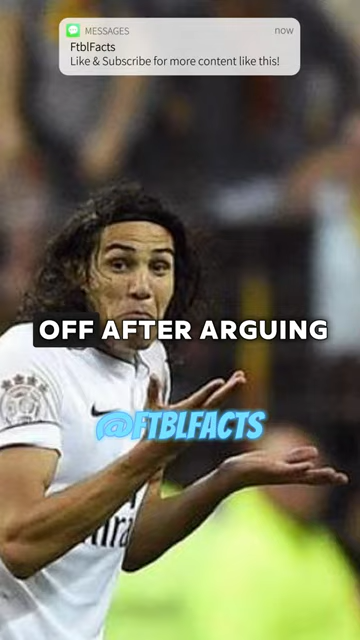 MESSAGES
now
FtblFacts
Like & Subscribe for more content like this!
OFF AFTER ARGUING
@FTBLFACTS